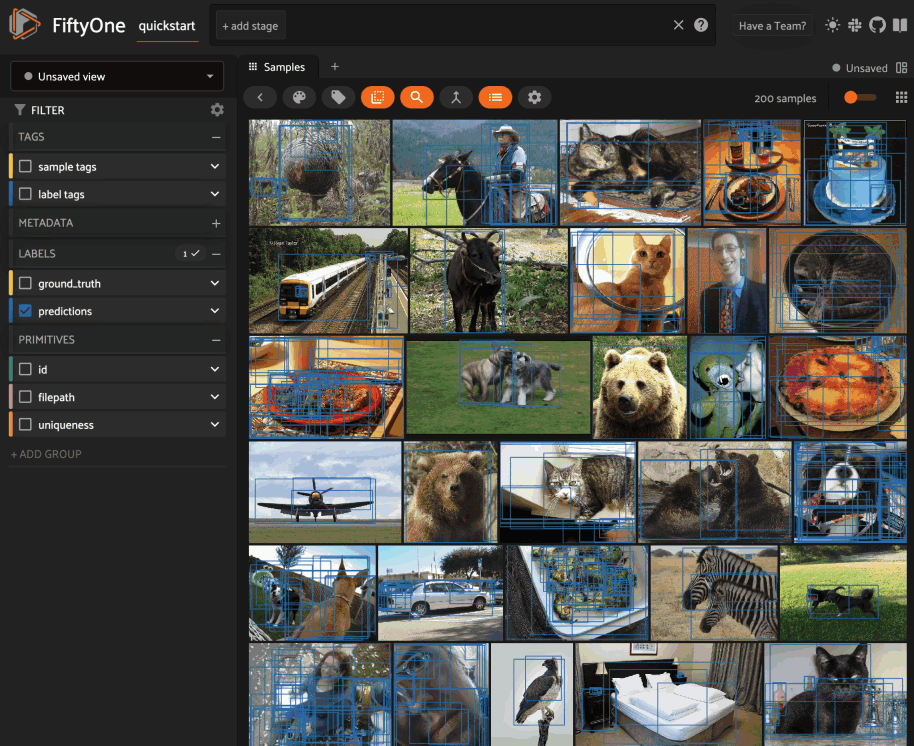 FiftyOne
quickstart
+ add stage
Have a Team?
Unsaved view
Samples
+
Unsaved
FILTER
200 samples
TAGS
sample tags
label tags
METADATA
LABELS
1
ground_truth
predictions
PRIMITIVES
id
filepath
uniqueness
+ ADD GROUP